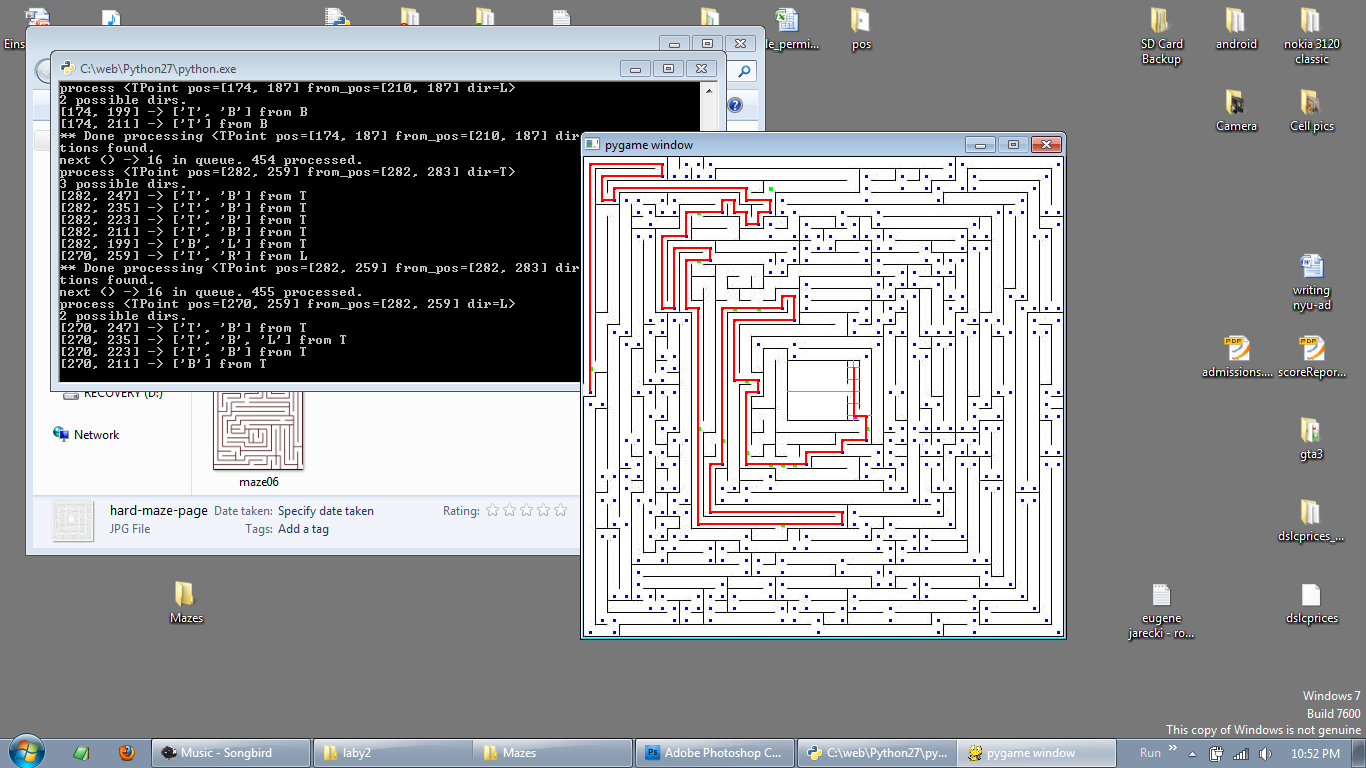 Eins
le_permi...
pos
SD Card
Backup
android
nokia 3120
classic
C:\web\Python27\python.exe
process <TPoint pos=[174, 187] from_pos=[210, 187] dir=L>
2 possible dirs.
[174, 199] -> ['T', 'B'] from B
[174, 211] -> ['T'] from B
** Done processing <TPoint pos=[174, 187] from_pos=[210, 187] dir
tions found.
next () -> 16 in queue. 454 processed.
process <TPoint pos=[282, 259] from_pos=[282, 283] dir=T>
3 possible dirs.
[282, 247] -> ['T', 'B'] from T
[282, 235] -> ['T', 'B'] from T
[282, 223] -> ['T', 'B'] from T
[282, 211] -> ['T', 'B'] from T
[282, 199] -> ['B', 'L'] from T
[270, 259] -> ['T', 'R'] from L
** Done processing <TPoint pos=[282, 259] from_pos=[282, 283] dir
tions found.
next () -> 16 in queue. 455 processed.
process <TPoint pos=[270, 259] from_pos=[282, 259] dir=L>
2 possible dirs.
[270, 247] -> ['T', 'B'] from T
[270, 235] -> ['T', 'B', 'L'] from T
[270, 223] -> ['T', 'B'] from T
[270, 211] -> ['B'] from T
pygame window
Camera
Cell pics
writing
nyu-ad
admissions....
scoreRepor...
RECOVERY (D:)
Network
maze06
gta3
hard-maze-page
Date taken: Specify date taken
Rating:
JPG File
Tags: Add a tag
dslcprices_...
Mazes
eugene
jarecki - ro...
dslcprices
Windows 7
Build 7600
This copy of Windows is not genuine
Music - Songbird
laby2
Mazes
Ps
Adobe Photoshop C...
C:\web\Python27\py...
pygame window
Run
10:52 PM